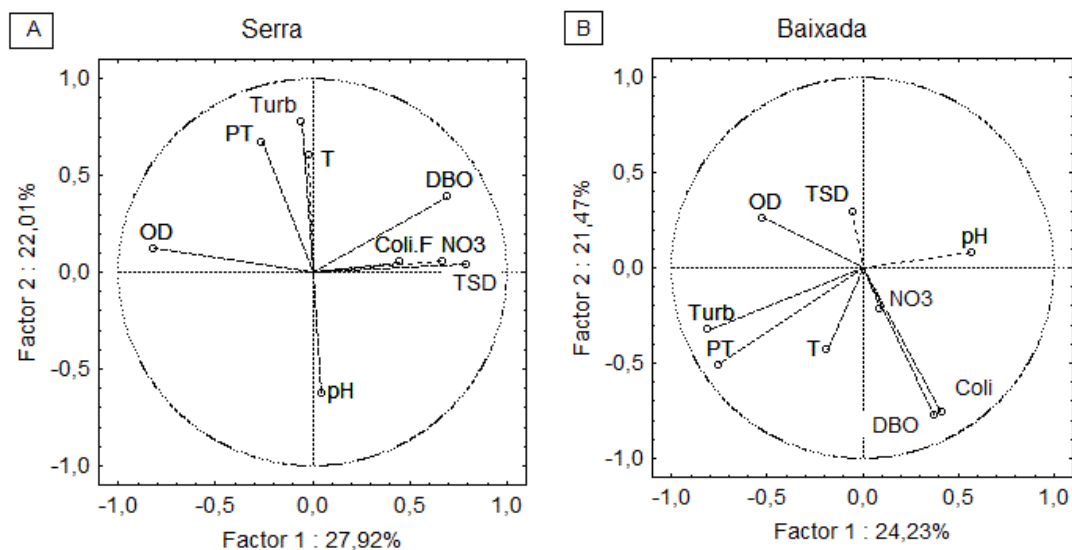 A
Serra
1,0
0,5
0,0
-0,5
-1,0
Factor 2 : 22,01%
Turb
PT
T
DBO
OD
Coli.F NO3
TSD
pH
-1,0 -0,5 0,0 0,5 1,0
Factor 1 : 27,92%
B
Baixada
1,0
0,5
0,0
-0,5
-1,0
Factor 2 : 21,47%
TSD
OD
pH
NO3
Turb
PT
T
Coli
DBO
-1,0 -0,5 0,0 0,5 1,0
Factor 1 : 24,23%